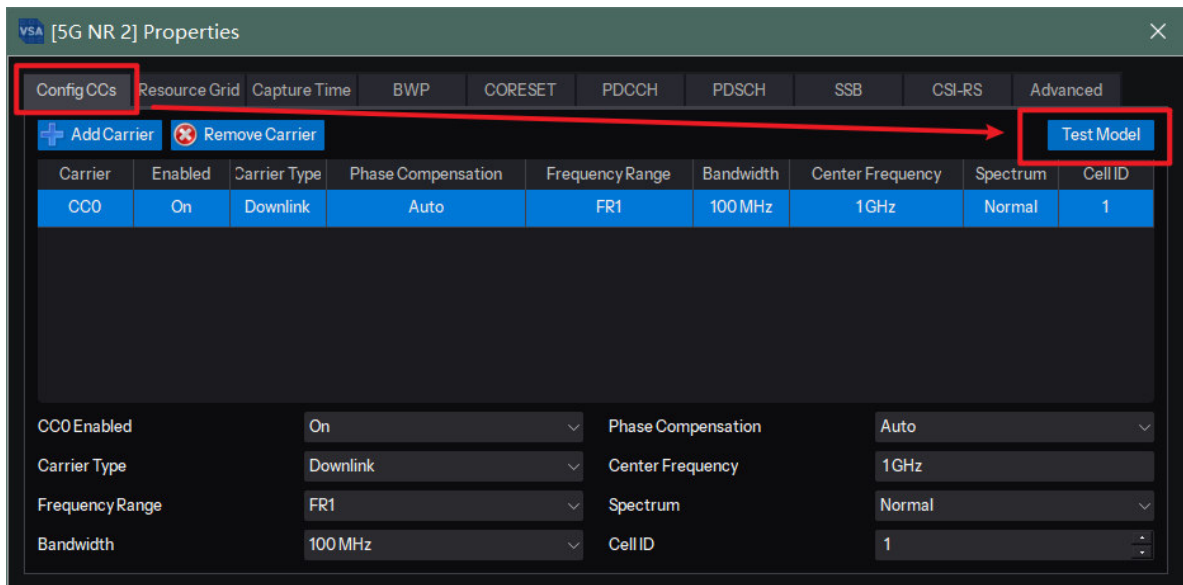 VSA [5G NR 2] Properties
Config CCs Resource Grid Capture Time BWP CORESET PDCCH PDSCH SSB CSI-RS Advanced
Add Carrier Remove Carrier Test Model
Carrier Enabled Carrier Type Phase Compensation Frequency Range Bandwidth Center Frequency Spectrum Cell ID
CC0 On Downlink Auto FR1 100 MHz 1 GHz Normal 1
CC0 Enabled On Phase Compensation Auto
Carrier Type Downlink Center Frequency 1 GHz
Frequency Range FR1 Spectrum Normal
Bandwidth 100 MHz Cell ID 1